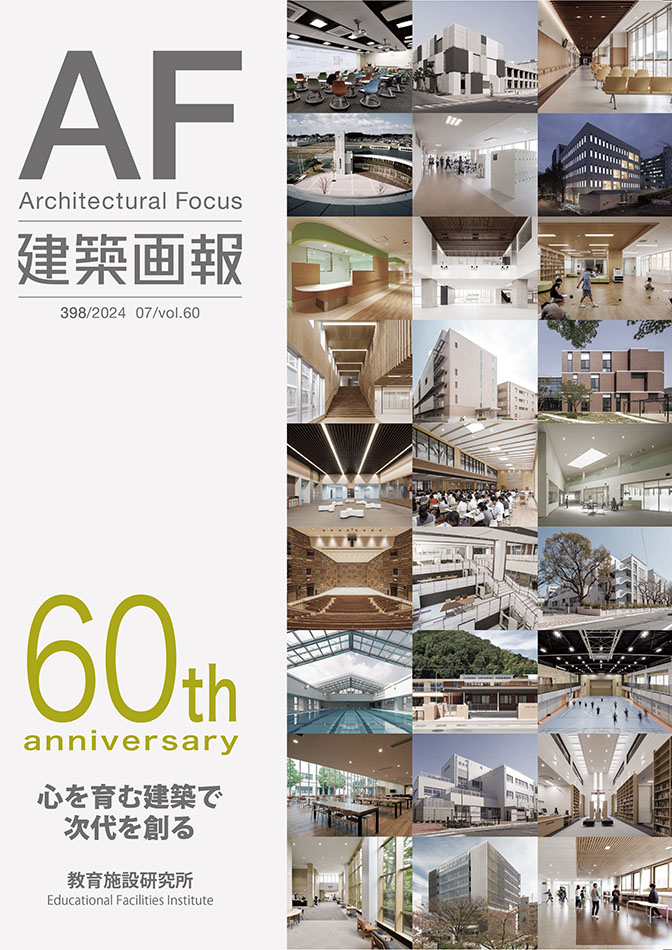 AF
Architectural Focus
建築画報
398/2024 07/vol.60
60th
anniversary
心を育む建築で
次代を創る
教育施設研究所
Educational Facilities Institute